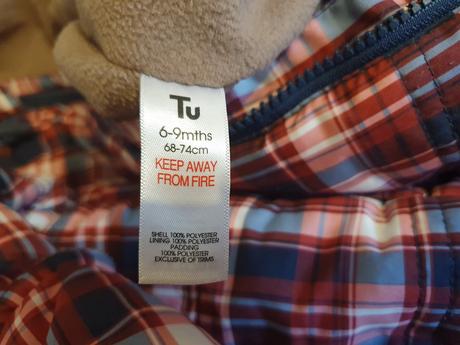 Tu
6-9mths
68-74cm
KEEP AWAY
FROM FIRE
SHELL 100% POLYESTER
LINING 100% POLYESTER
PADDING
100% POLYESTER
EXCLUSIVE OF TRIMS